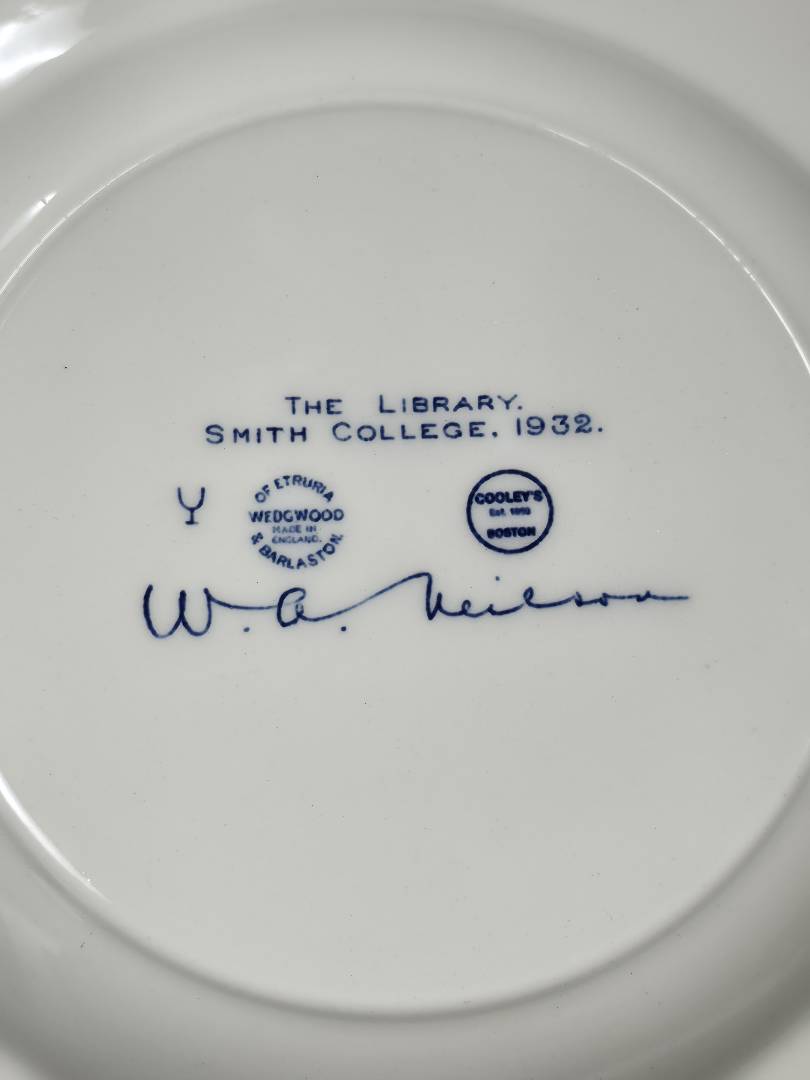 THE LIBRARY.
SMITH COLLEGE. 1932.
Y
OF ETRURIA
WEDGWOOD
MADE IN
ENGLAND.
& BARLASTON
COOLEY'S
Est. 1860
BOSTON
W. A. Neilson